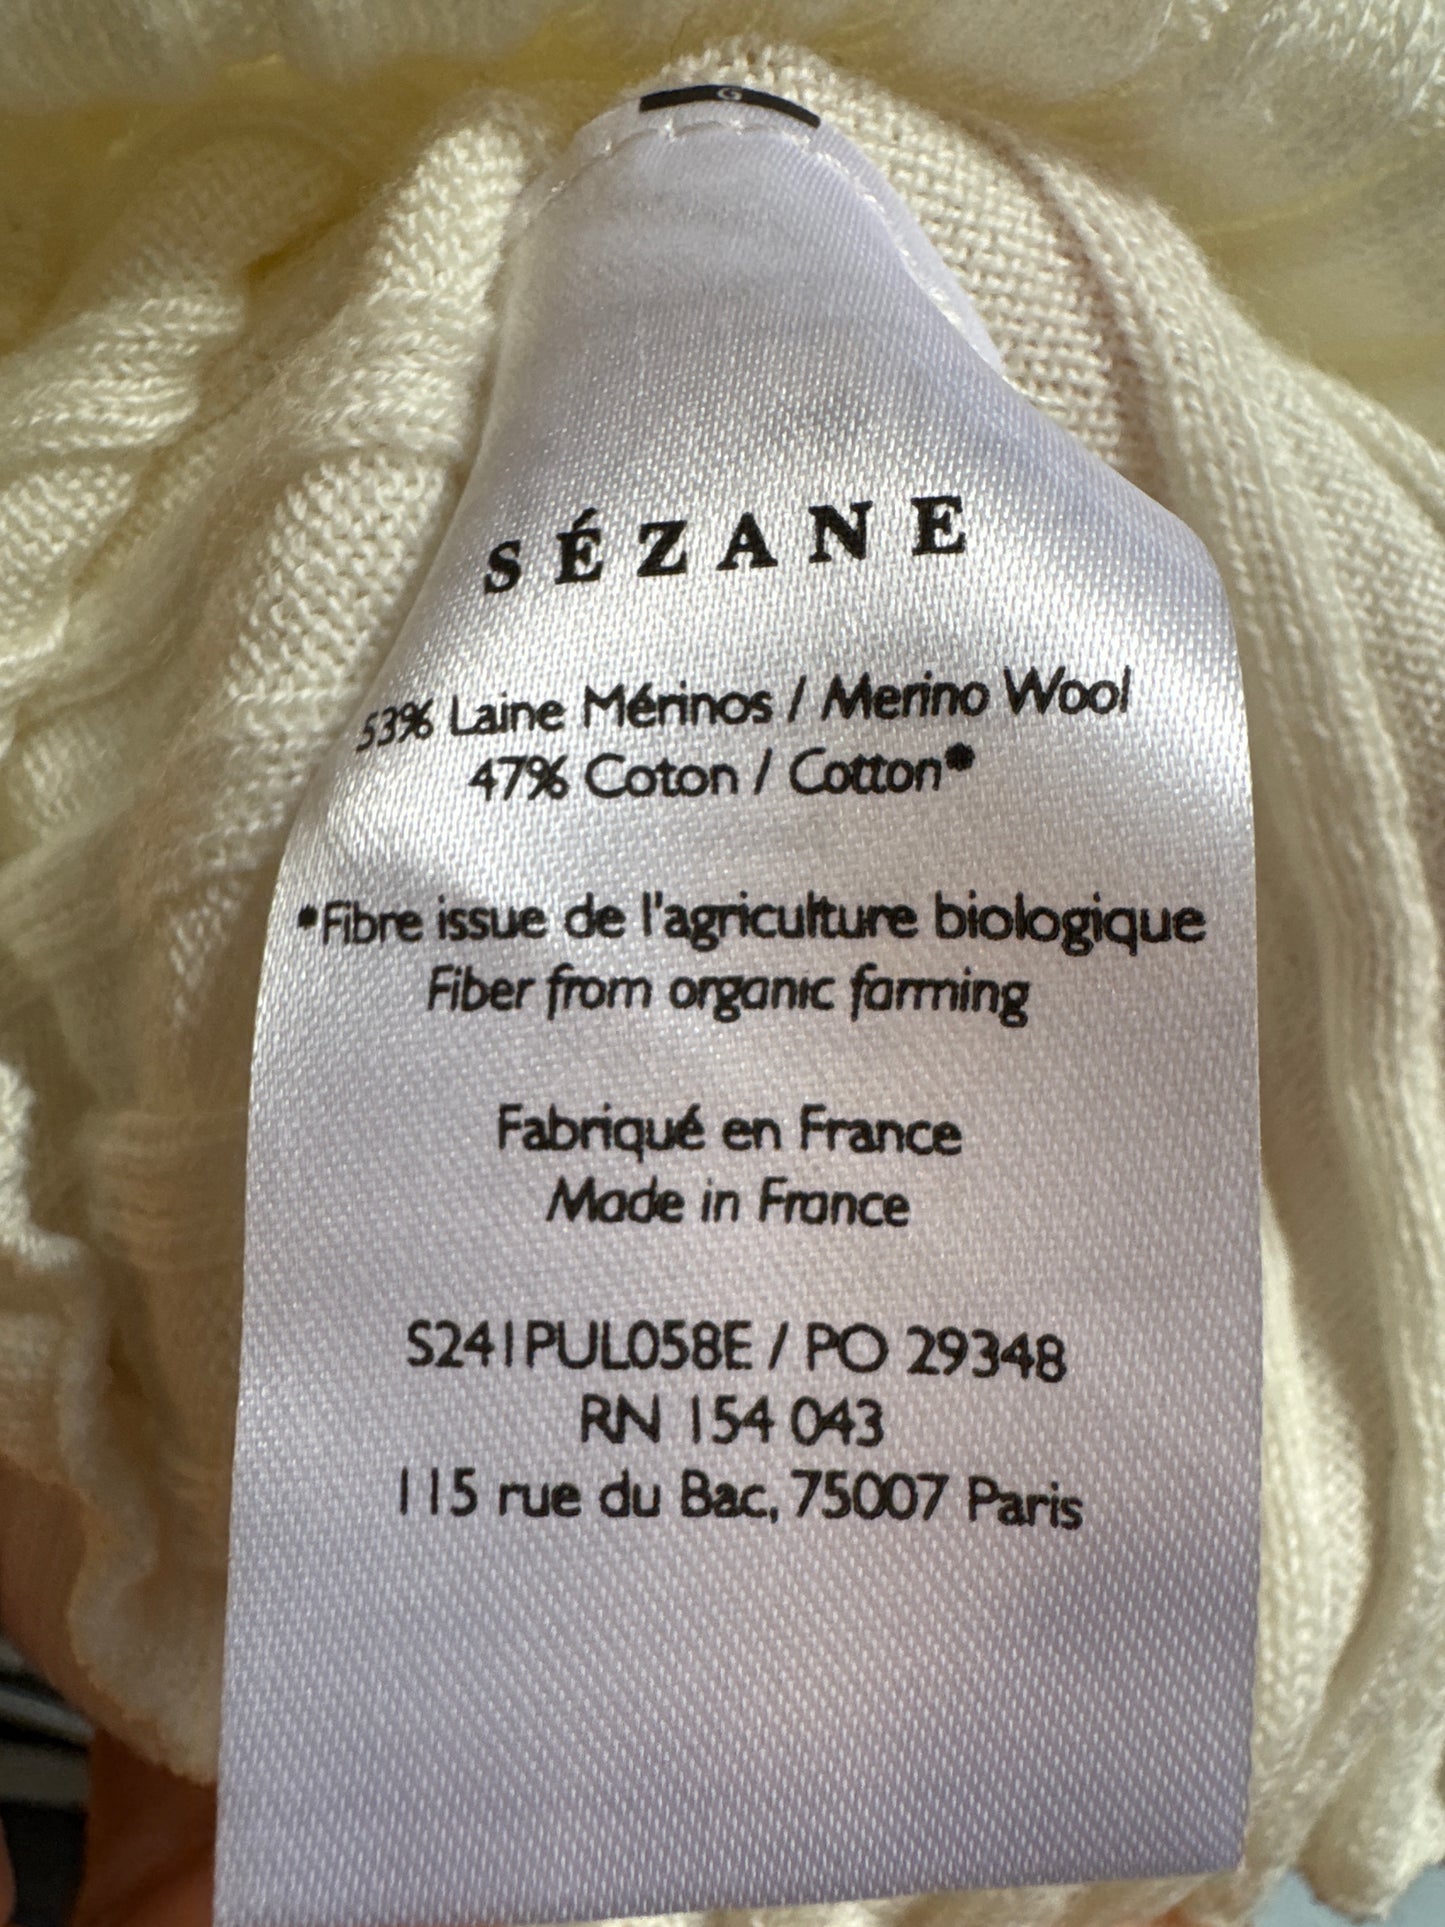 G
SÉZANE
53% Laine Mérinos / Merino Wool
47% Coton / Cotton*
*Fibre issue de l'agriculture biologique
Fiber from organic farming
Fabriqué en France
Made in France
S241PUL058E / PO 29348
RN 154 043
115 rue du Bac, 75007 Paris